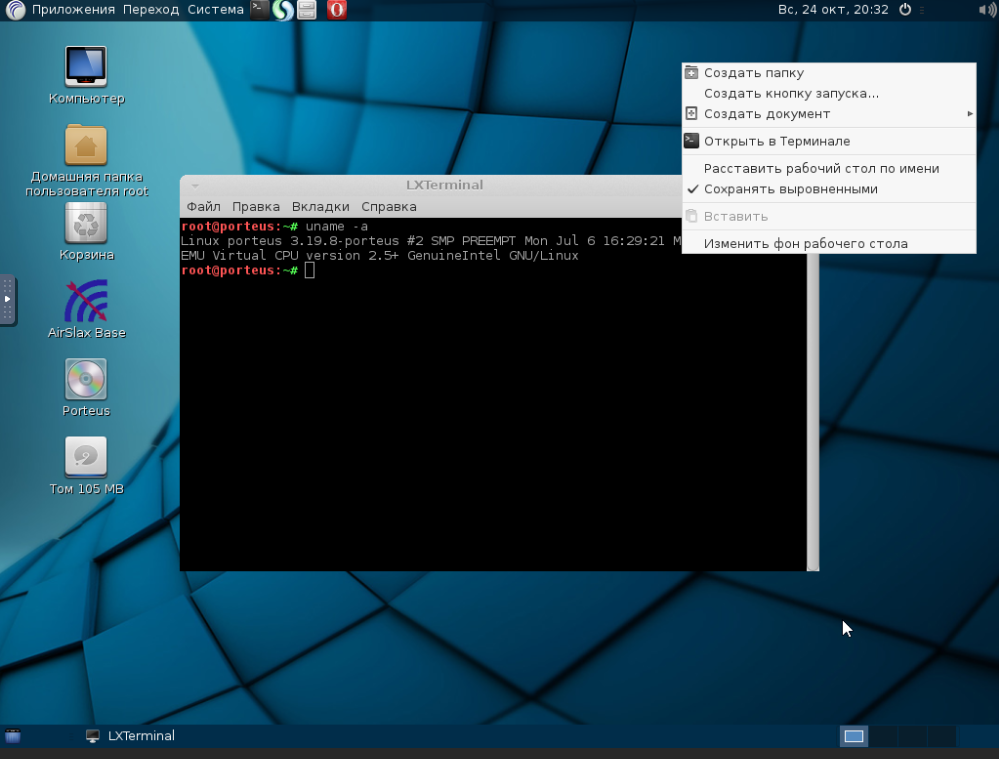 Приложения Переход Система
Вс, 24 окт, 20:32
Компьютер
Домашняя папка
пользователя root
Корзина
AirSlax Base
Porteus
Том 105 MB
LXTerminal
Файл Правка Вкладки Справка
root@porteus:~# uname -a
Linux porteus 3.19.8-porteus #2 SMP PREEMPT Mon Jul 6 16:29:21 M
EMU Virtual CPU version 2.5+ GenuineIntel GNU/Linux
root@porteus:~#
Создать папку
Создать кнопку запуска...
Создать документ
Открыть в Терминале
Расставить рабочий стол по имени
Сохранять выровненными
Вставить
Изменить фон рабочего стола
LXTerminal